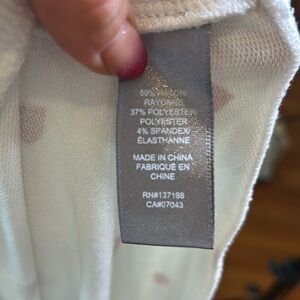 59% RAYON/
RAYONNE
37% POLYESTER/
POLYESTER
4% SPANDEX/
ÉLASTHANNE
MADE IN CHINA
FABRIQUÉ EN
CHINE
RN#137198
CA#07043